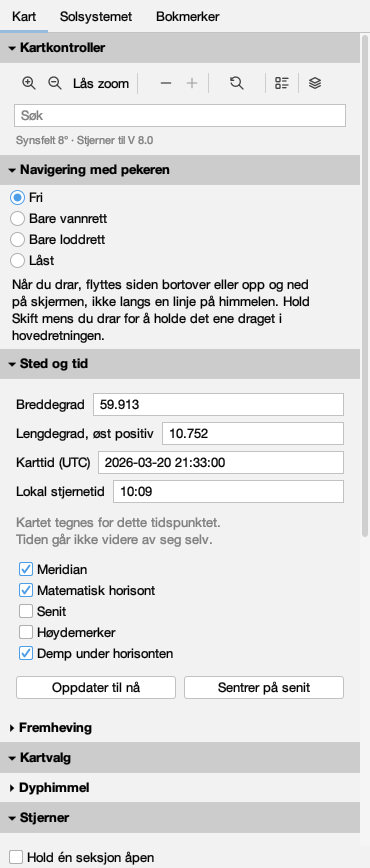 Kart Solsystemet Bokmerker
Kartkontroller
Lås zoom
Søk
Synsfelt 8° · Stjerner til V 8.0
Navigering med pekeren
Fri
Bare vannrett
Bare loddrett
Låst
Når du drar, flyttes siden bortover eller opp og ned
på skjermen, ikke langs en linje på himmelen. Hold
Skift mens du drar for å holde det ene draget i
hovedretningen.
Sted og tid
Breddegrad 59.913
Lengdegrad, øst positiv 10.752
Karttid (UTC) 2026-03-20 21:33:00
Lokal stjernetid 10:09
Kartet tegnes for dette tidspunktet.
Tiden går ikke videre av seg selv.
Meridian
Matematisk horisont
Senit
Høydemerker
Demp under horisonten
Oppdater til nå Sentrer på senit
Fremheving
Kartvalg
Dyphimmel
Stjerner
Hold én seksjon åpen